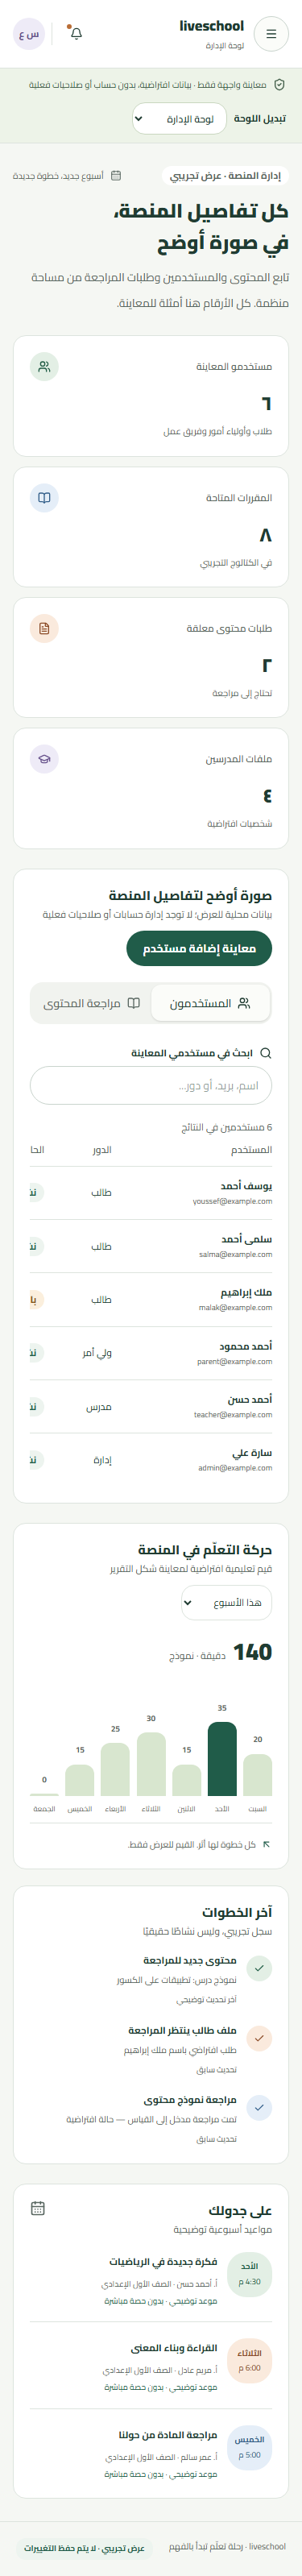 liveschool
لوحة الإدارة
س ع
معاينة واجهة فقط · بيانات افتراضية، بدون حساب أو صلاحيات فعلية
تبديل اللوحة
لوحة الإدارة
إدارة المنصة · عرض تجريبي
أسبوع جديد، خطوة جديدة
كل تفاصيل المنصة،
في صورة أوضح
تابع المحتوى والمستخدمين وطلبات المراجعة من مساحة
منظمة. كل الأرقام هنا أمثلة للمعاينة.
مستخدمو المعاينة
٦
طلاب وأولياء أمور وفريق عمل
المقررات المتاحة
٨
في الكتالوج التجريبي
طلبات محتوى معلقة
٢
تحتاج إلى مراجعة
ملفات المدرسين
٤
شخصيات افتراضية
صورة أوضح لتفاصيل المنصة
بيانات محلية للعرض؛ لا توجد إدارة حسابات أو صلاحيات فعلية
معاينة إضافة مستخدم
المستخدمون
مراجعة المحتوى
ابحث في مستخدمي المعاينة
اسم، بريد، أو دور...
6 مستخدمين في النتائج
المستخدم
الدور
الحا
يوسف أحمد
youssef@example.com
طالب
نش
سلمى أحمد
salma@example.com
طالب
نش
ملك إبراهيم
malak@example.com
طالب
با
أحمد محمود
parent@example.com
ولي أمر
نش
أحمد حسن
teacher@example.com
مدرس
نش
سارة علي
admin@example.com
إدارة
نش
حركة التعلّم في المنصة
قيم تعليمية افتراضية لمعاينة شكل التقرير
هذا الأسبوع
140 دقيقة · نموذج
20
35
15
30
25
15
0
السبت
الأحد
الاثنين
الثلاثاء
الأربعاء
الخميس
الجمعة
كل خطوة لها أثر. القيم للعرض فقط.
آخر الخطوات
سجل تجريبي، وليس نشاطًا حقيقيًا
محتوى جديد للمراجعة
نموذج درس: تطبيقات على الكسور
آخر تحديث توضيحي
ملف طالب ينتظر المراجعة
طلب افتراضي باسم ملك إبراهيم
تحديث سابق
مراجعة نموذج محتوى
تمت مراجعة مدخل إلى القياس — حالة افتراضية
تحديث سابق
على جدولك
مواعيد أسبوعية توضيحية
الأحد
4:30 م
فكرة جديدة في الرياضيات
أ. أحمد حسن · الصف الأول الإعدادي
موعد توضيحي · بدون حصة مباشرة
الثلاثاء
6:00 م
القراءة وبناء المعنى
أ. مريم عادل · الصف الأول الإعدادي
موعد توضيحي · بدون حصة مباشرة
الخميس
5:00 م
مراجعة المادة من حولنا
أ. عمر سالم · الصف الأول الإعدادي
موعد توضيحي · بدون حصة مباشرة
liveschool · رحلة تعلّم تبدأ بالفهم
عرض تجريبي · لا يتم حفظ التغييرات